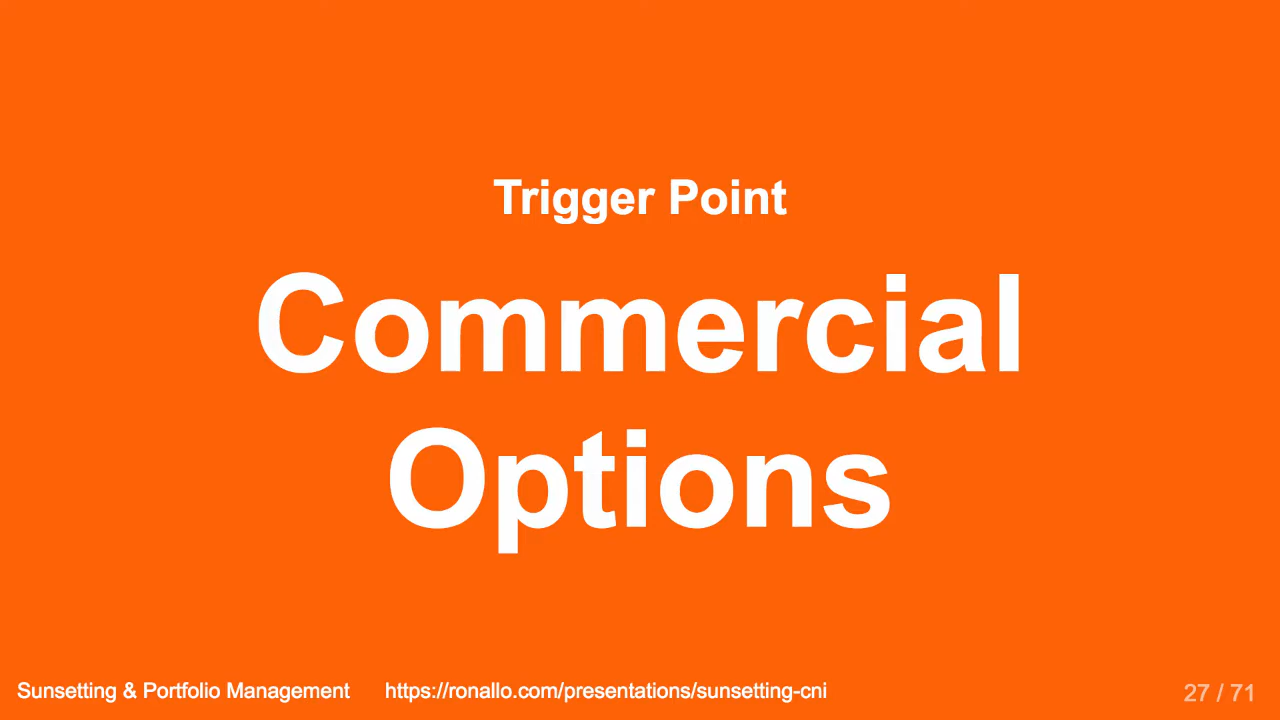 Trigger Point
Commercial
Options
Sunsetting & Portfolio Management https://ronallo.com/presentations/sunsetting-cni 27 / 71